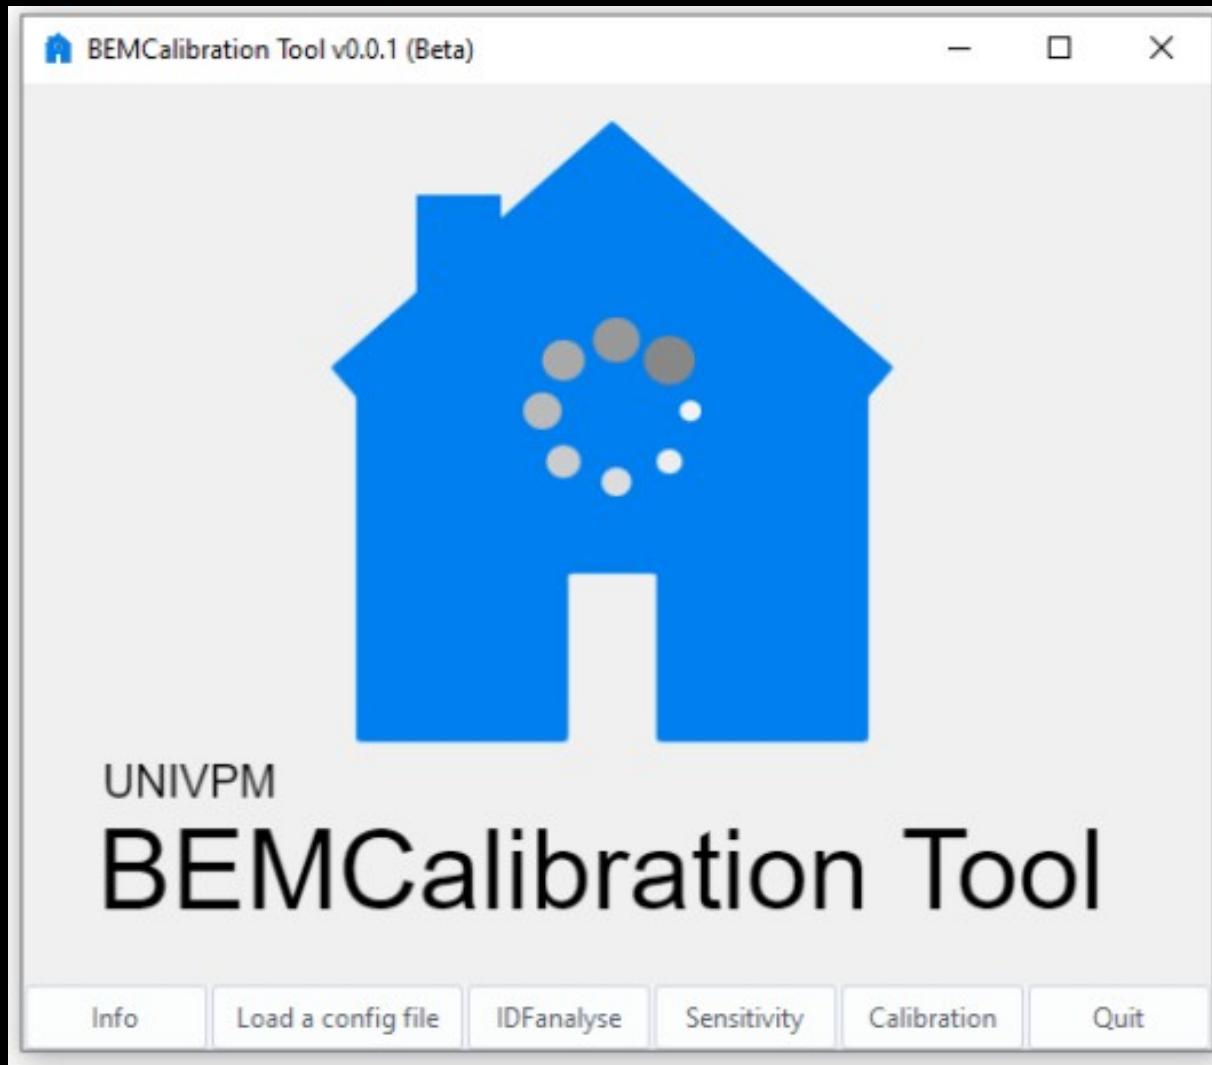 BEMCalibration Tool v0.0.1 (Beta)
UNIVPM
BEMCalibration Tool
Info Load a config file IDFanalyse Sensitivity Calibration Quit